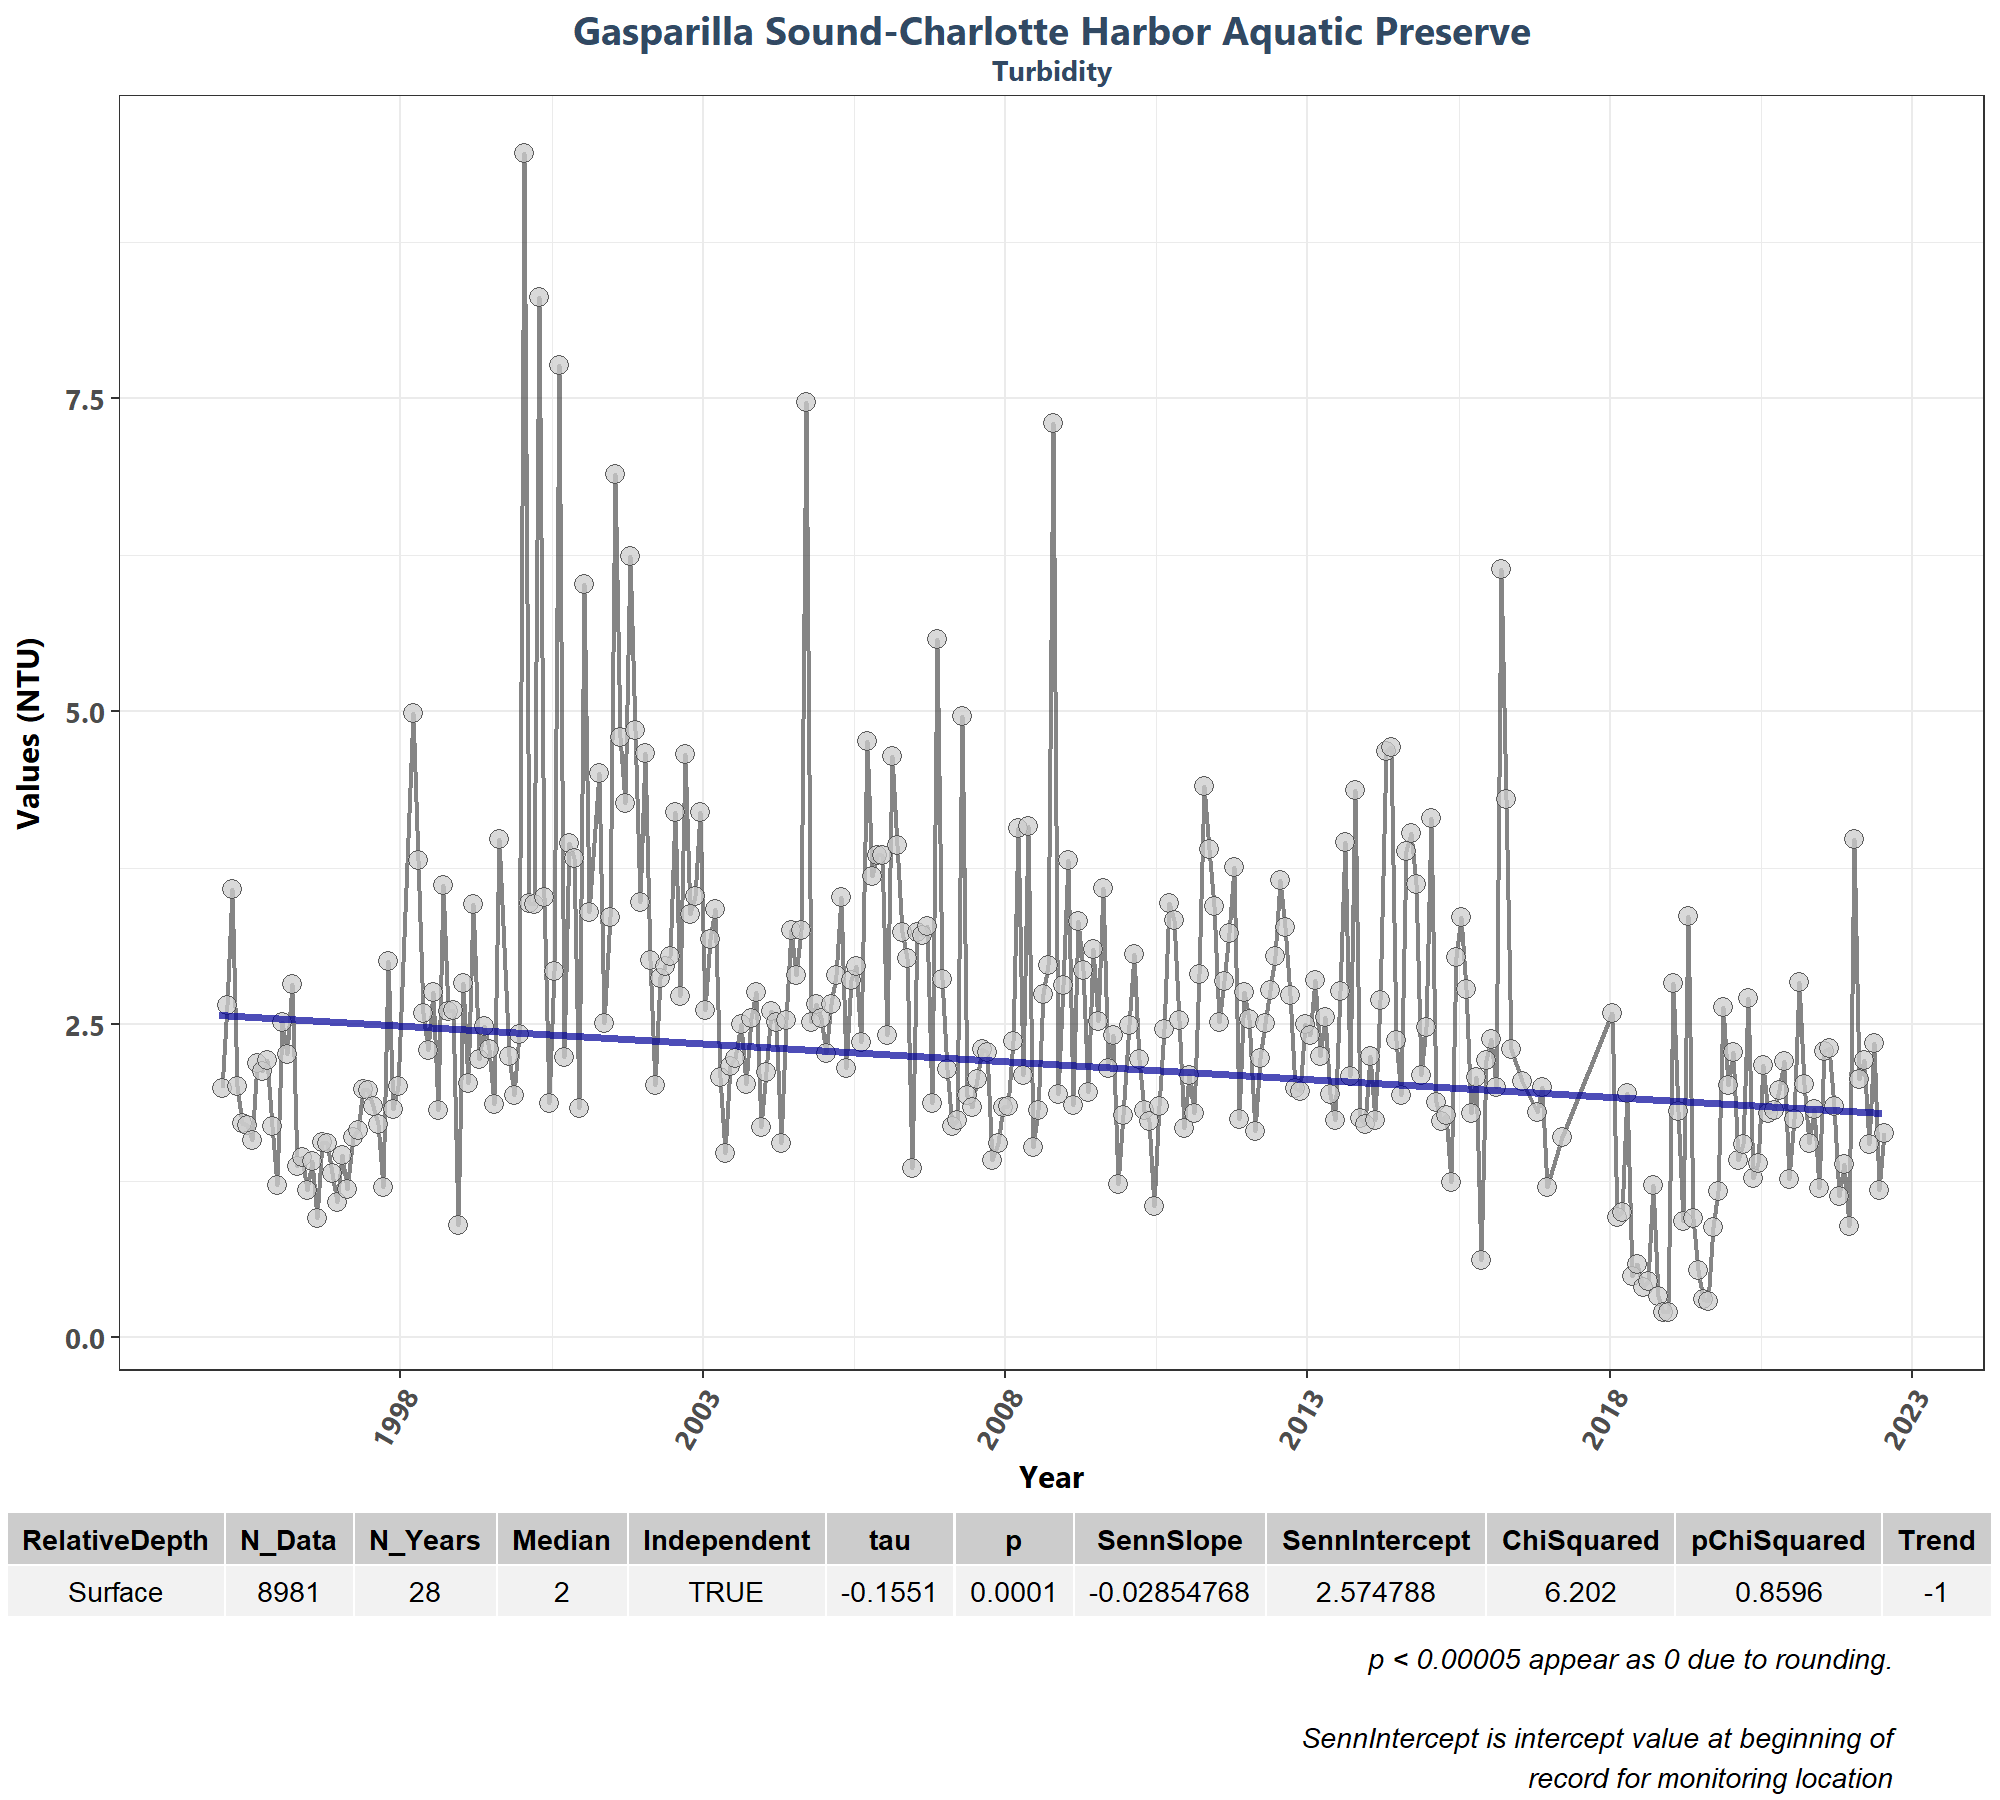 Gasparilla Sound-Charlotte Harbor Aquatic Preserve
Turbidity
Values (NTU)
7.5
5.0
2.5
0.0
1998
2003
2008
2013
2018
2023
Year
RelativeDepth N_Data N_Years Median Independent tau p SennSlope SennIntercept ChiSquared pChiSquared Trend
Surface 8981 28 2 TRUE -0.1551 0.0001 -0.02854768 2.574788 6.202 0.8596 -1
p < 0.00005 appear as 0 due to rounding.
SennIntercept is intercept value at beginning of
record for monitoring location